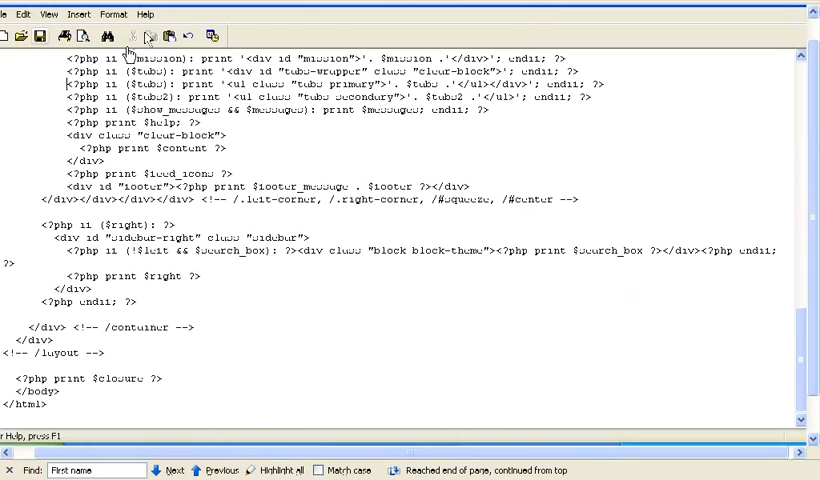 le Edit View Insert Format Help
<?php if ($mission): print '<div id="mission">'. $mission .'</div>'; endif; ?>
<?php if ($tabs): print '<div id="tabs-wrapper" class="clear-block">'; endif; ?>
<?php if ($tabs): print '<ul class="tabs primary">'. $tabs .'</ul></div>'; endif; ?>
<?php if ($tabs2): print '<ul class="tabs secondary">'. $tabs2 .'</ul>'; endif; ?>
<?php if ($show_messages && $messages): print $messages; endif; ?>
<?php print $help; ?>
<div class="clear-block">
<?php print $content ?>
</div>
<?php print $feed_icons ?>
<div id="footer"><?php print $footer_message . $footer ?></div>
</div></div></div></div> <!-- /.left-corner, /.right-corner, /#squeeze, /#center -->
<?php if ($right): ?>
<div id="sidebar-right" class="sidebar">
<?php if (!$left && $search_box): ?><div class="block block-theme"><?php print $search_box ?></div><?php endif;
?>
<?php print $right ?>
</div>
<?php endif; ?>
</div> <!-- /container -->
</div>
<!-- /layout -->
<?php print $closure ?>
</body>
</html>
r Help, press F1
Find: First name Next Previous Highlight all Match case Reached end of page, continued from top